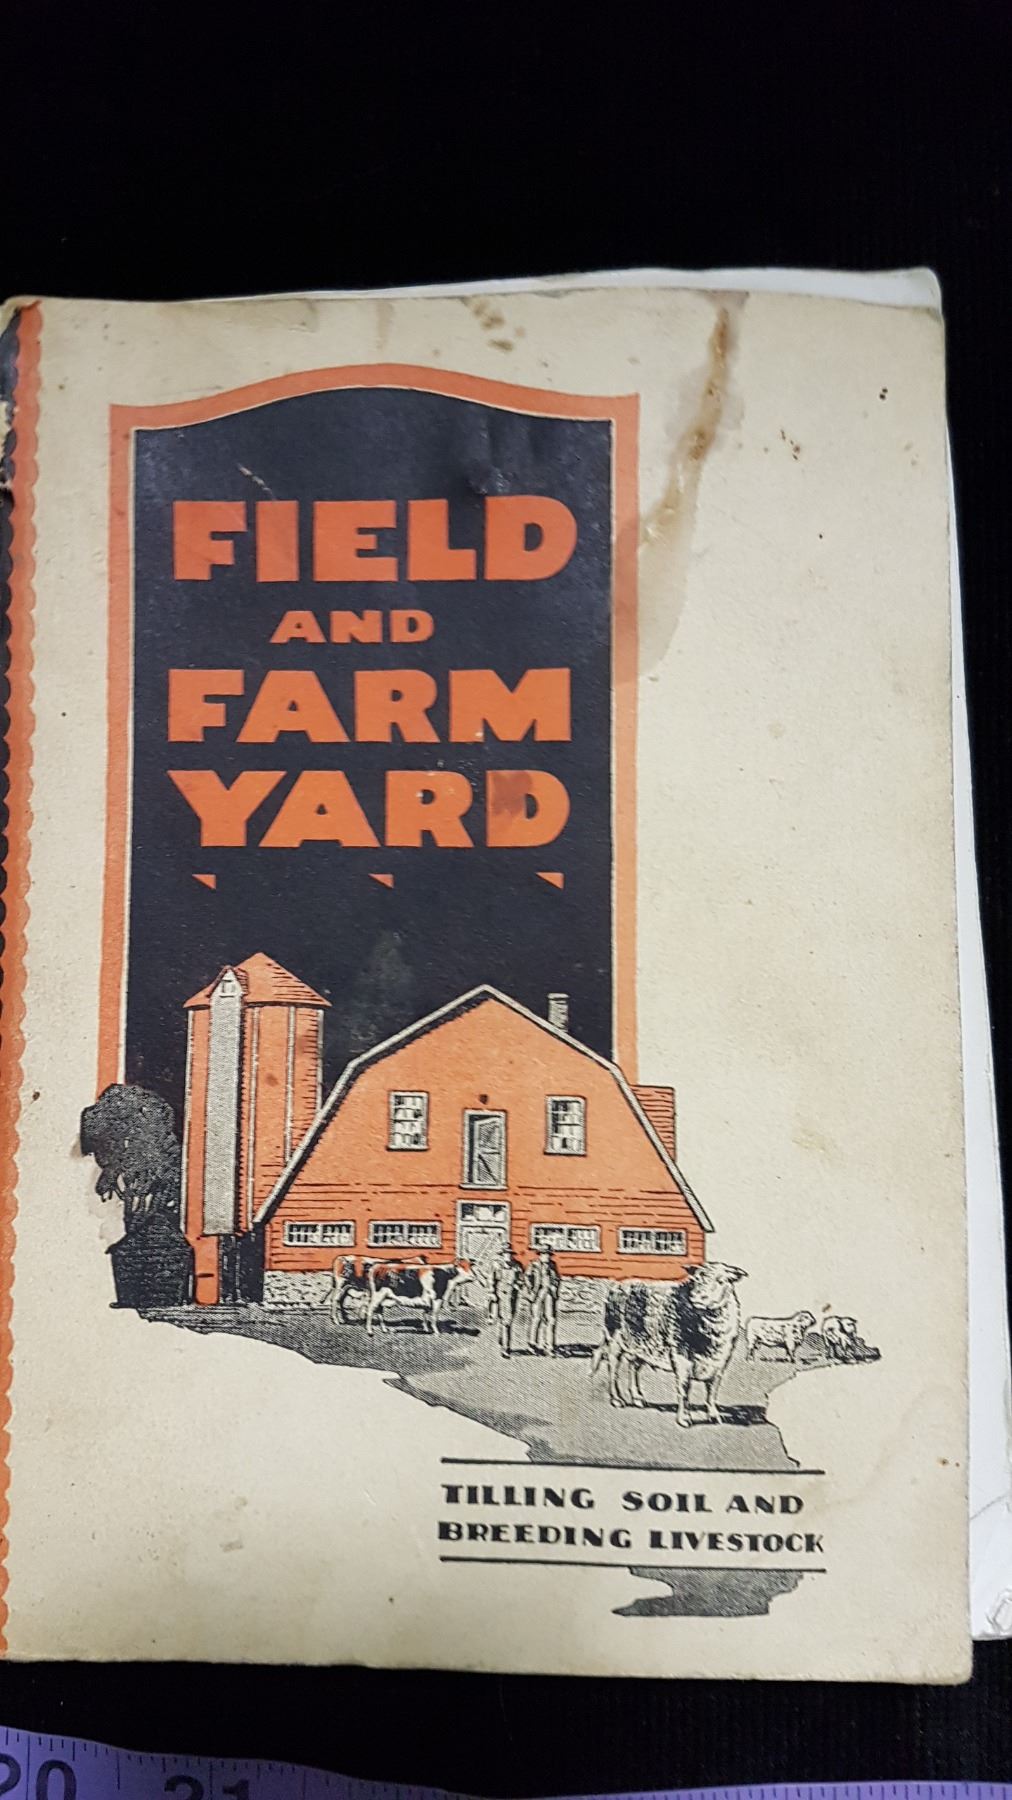 FIELD
AND
FARM
YARD
TILLING SOIL AND
BREEDING LIVESTOCK
20 21